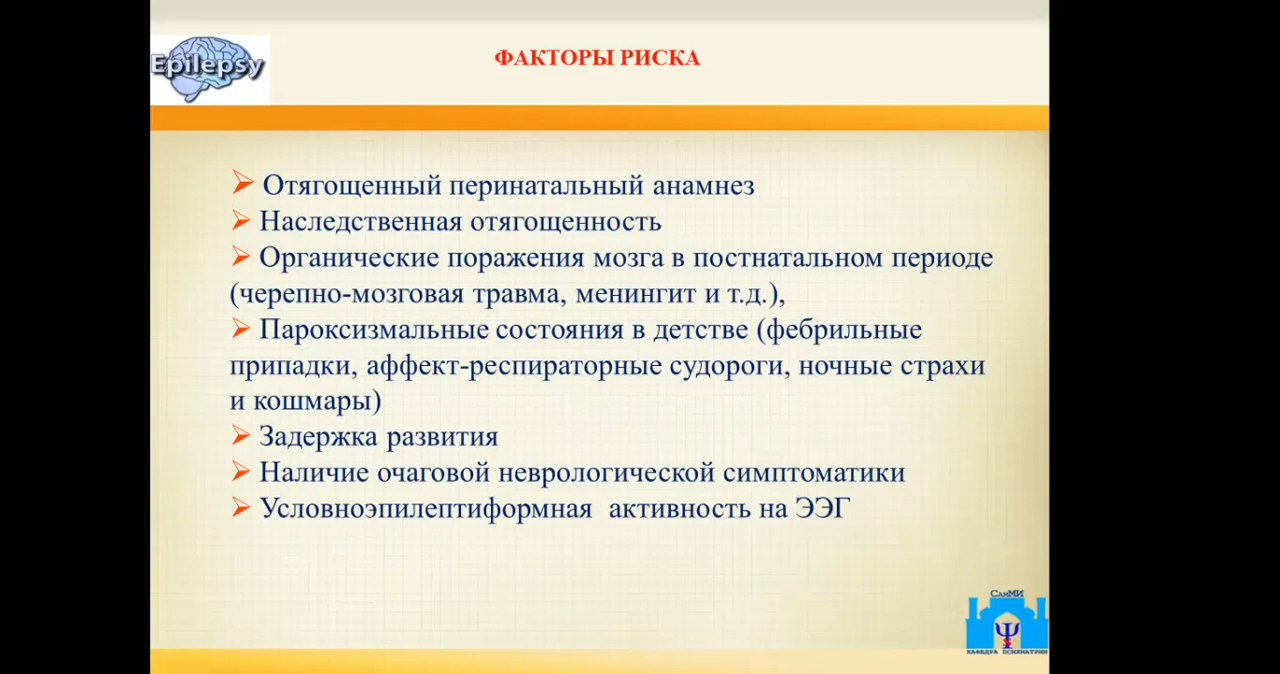 Epilepsy
ФАКТОРЫ РИСКА
Отягощенный перинатальный анамнез
Наследственная отягощенность
Органические поражения мозга в постнатальном периоде
(черепно-мозговая травма, менингит и т.д.),
Пароксизмальные состояния в детстве (фебрильные
припадки, аффект-респираторные судороги, ночные страхи
и кошмары)
Задержка развития
Наличие очаговой неврологической симптоматики
Условноэпилептиформная активность на ЭЭГ
СамМИ
Ψ
КАФЕДРА ПСИХИАТРИИ